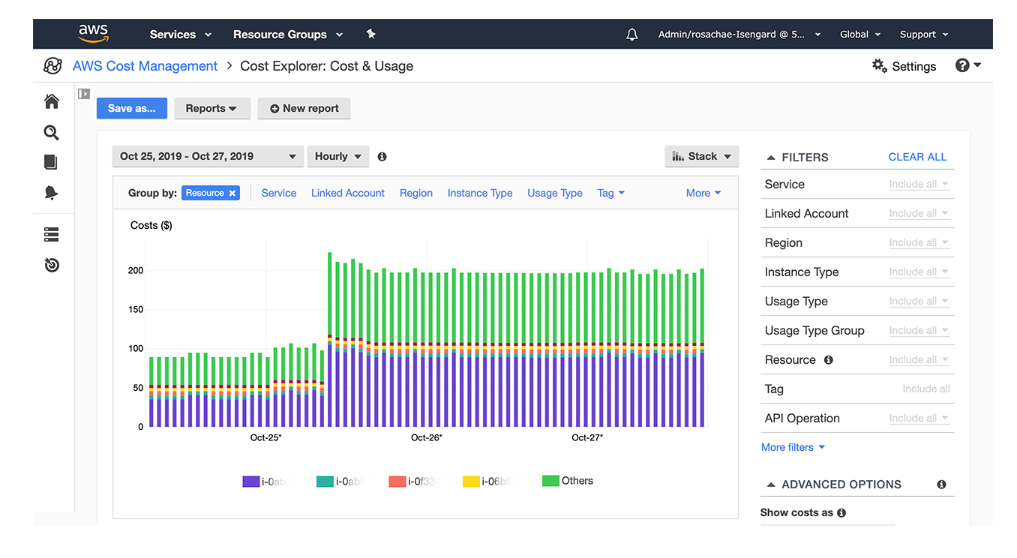 aws Services Resource Groups Admin/rosachae-Isengard @ 5... Global Support
AWS Cost Management > Cost Explorer: Cost & Usage Settings
Save as... Reports New report
Oct 25, 2019 - Oct 27, 2019 Hourly Stack
Group by: Resource × Service Linked Account Region Instance Type Usage Type Tag More
Costs ($)
200
150
100
50
0
Oct-25* Oct-26* Oct-27*
i-0ab i-0ab i-0f33 i-06b Others
FILTERS CLEAR ALL
Service Include all
Linked Account Include all
Region Include all
Instance Type Include all
Usage Type Include all
Usage Type Group Include all
Resource Include all
Tag Include all
API Operation Include all
More filters
ADVANCED OPTIONS
Show costs as